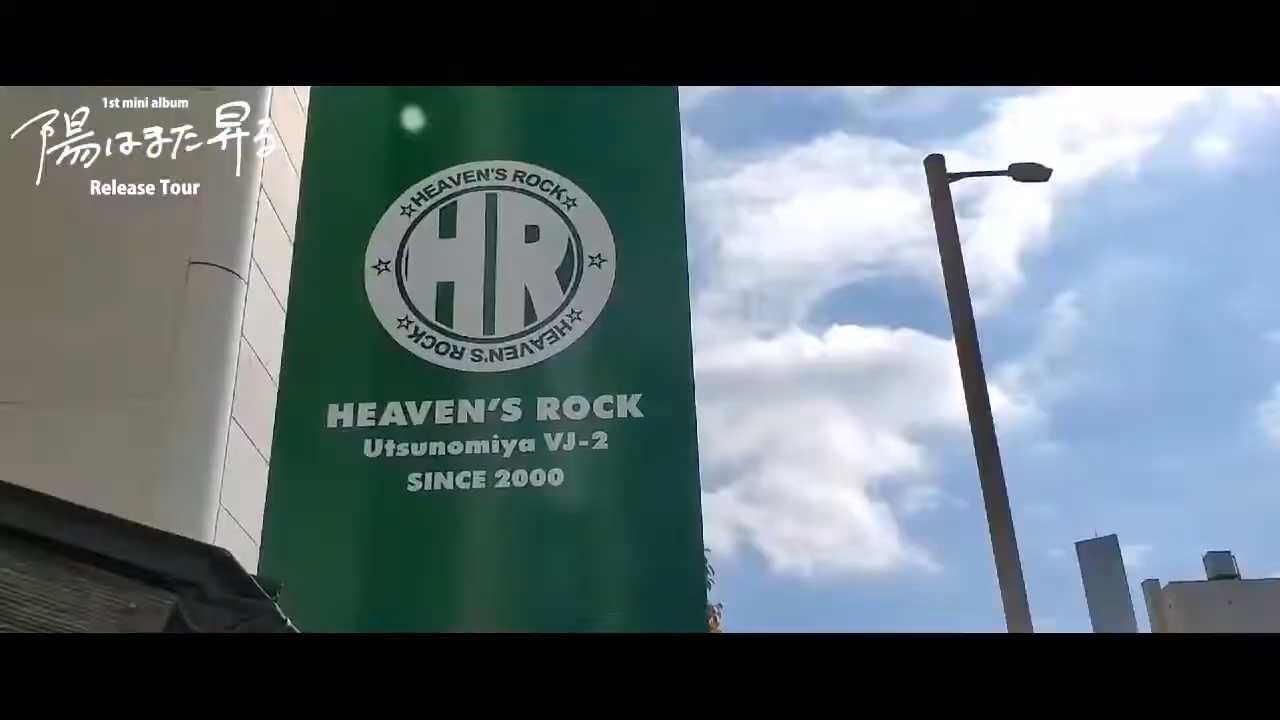 1st mini album
陽はまた昇る
Release Tour
HEAVEN'S ROCK
HR
HEAVEN'S ROCK
HEAVEN'S ROCK
Utsunomiya VJ-2
SINCE 2000